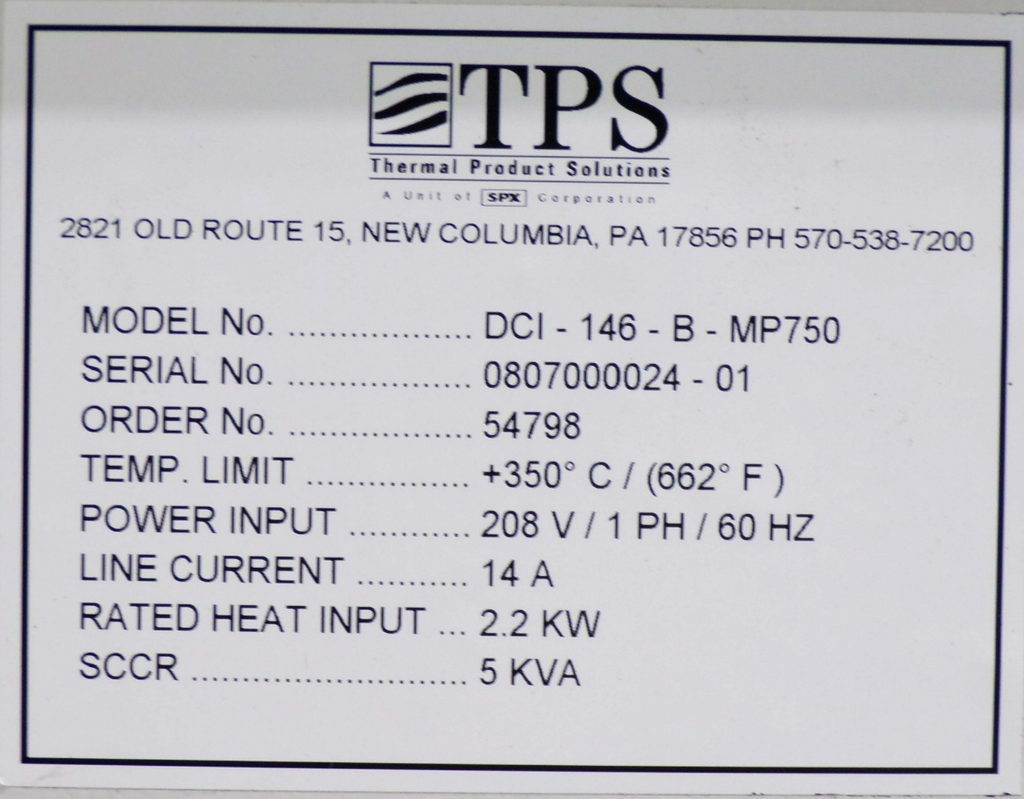 TPS
Thermal Product Solutions
A Unit of SPX Corporation
2821 OLD ROUTE 15, NEW COLUMBIA, PA 17856 PH 570-538-7200
MODEL No. .................. DCI - 146 - B - MP750
SERIAL No. .................. 0807000024 - 01
ORDER No. .................. 54798
TEMP. LIMIT ................ +350° C / (662° F )
POWER INPUT ............ 208 V / 1 PH / 60 HZ
LINE CURRENT ........... 14 A
RATED HEAT INPUT ... 2.2 KW
SCCR ........................... 5 KVA